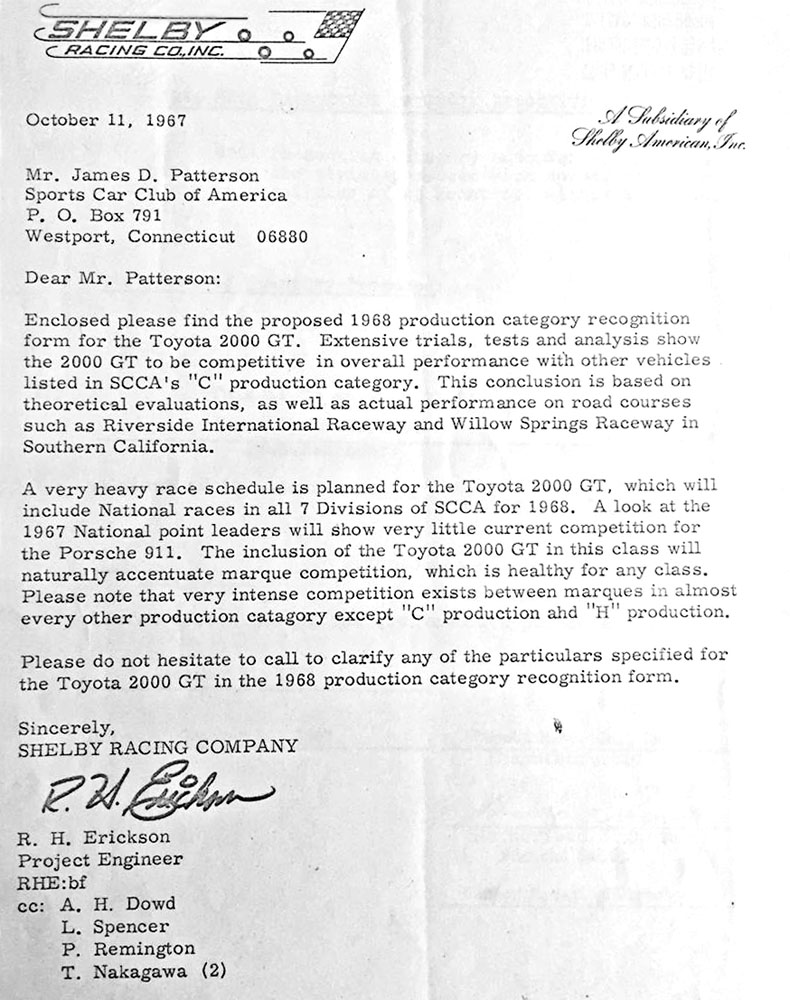 SHELBY
RACING CO., INC.
October 11, 1967
A Subsidiary of
Shelby American, Inc.
Mr. James D. Patterson
Sports Car Club of America
P. O. Box 791
Westport, Connecticut 06880
Dear Mr. Patterson:
Enclosed please find the proposed 1968 production category recognition
form for the Toyota 2000 GT. Extensive trials, tests and analysis show
the 2000 GT to be competitive in overall performance with other vehicles
listed in SCCA's "C" production category. This conclusion is based on
theoretical evaluations, as well as actual performance on road courses
such as Riverside International Raceway and Willow Springs Raceway in
Southern California.
A very heavy race schedule is planned for the Toyota 2000 GT, which will
include National races in all 7 Divisions of SCCA for 1968. A look at the
1967 National point leaders will show very little current competition for
the Porsche 911. The inclusion of the Toyota 2000 GT in this class will
naturally accentuate marque competition, which is healthy for any class.
Please note that very intense competition exists between marques in almost
every other production catagory except "C" production ahd "H" production.
Please do not hesitate to call to clarify any of the particulars specified for
the Toyota 2000 GT in the 1968 production category recognition form.
Sincerely,
SHELBY RACING COMPANY
R. H. Erickson
R. H. Erickson
Project Engineer
RHE:bf
cc: A. H. Dowd
L. Spencer
P. Remington
T. Nakagawa (2)